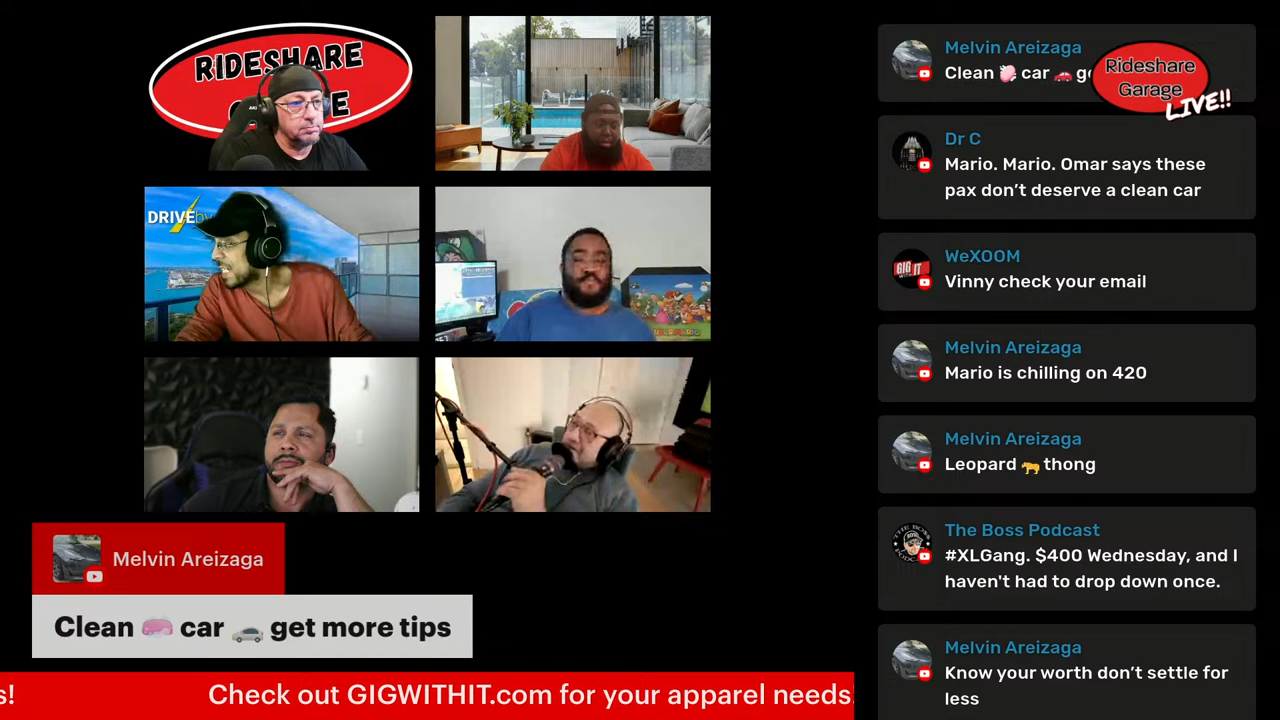 RIDESHARE
DRIVEby
Melvin Areizaga
Clean car get more tips
s!
Check out GIGWITHIT.com for your apparel needs!
Melvin Areizaga
Clean car
Rideshare
Garage
LIVE!!
Dr C
Mario. Mario. Omar says these
pax don’t deserve a clean car
GIG IT
WeXOOM
Vinny check your email
Melvin Areizaga
Mario is chilling on 420
Melvin Areizaga
Leopard 🐆 thong
The Boss Podcast
#XLGang. $400 Wednesday, and I
haven't had to drop down once.
Melvin Areizaga
Know your worth don’t settle for
less